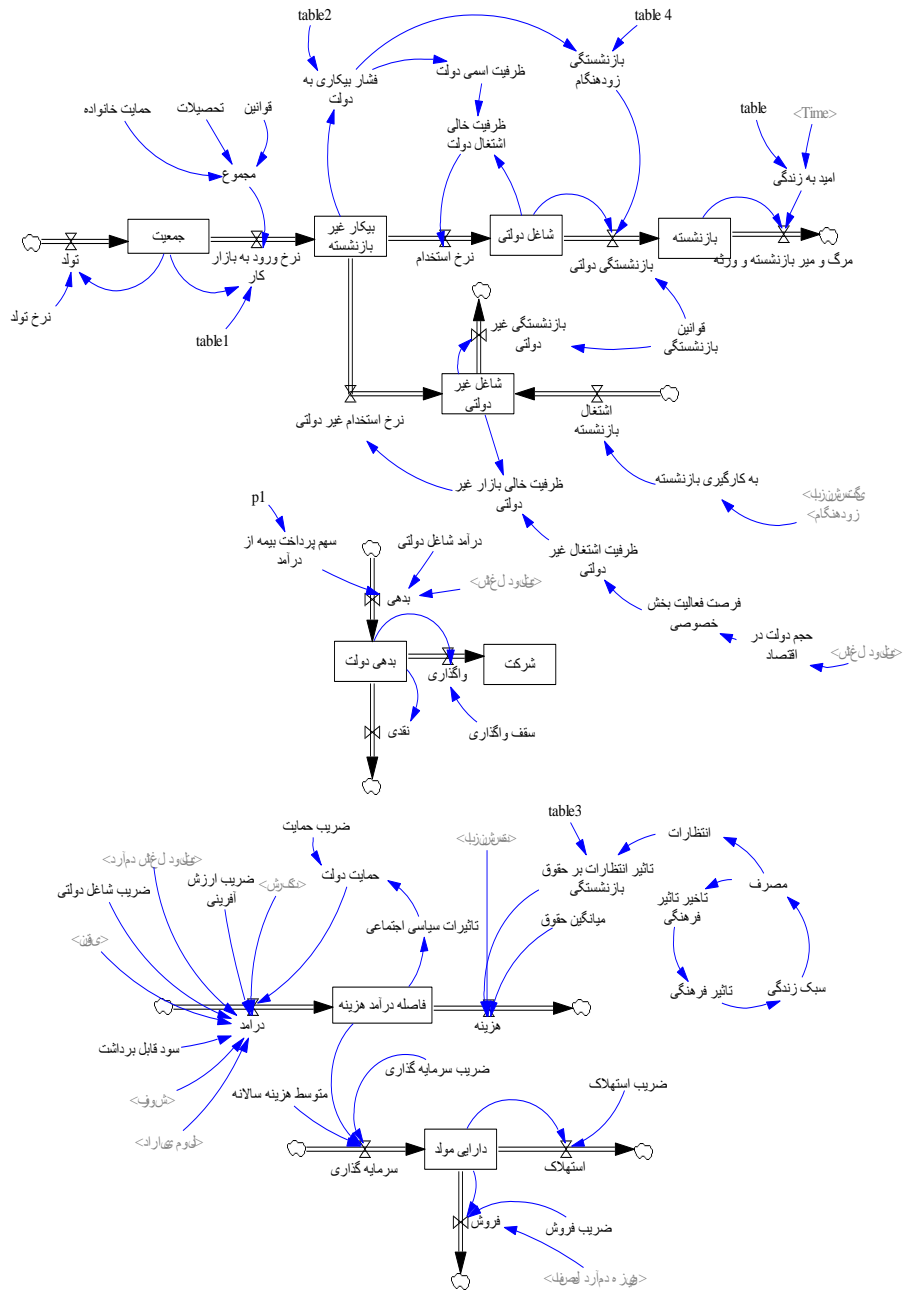 table2
table 4
فشار بیکاری به
دولت
ظرفیت اسمی دولت
بازنشستگی
زودهنگام
حمایت خانواده
تحصیلات
قوانین
ظرفیت خالی
اشتغال دولت
table
<Time>
مجموع
امید به زندگی
تولد
جمعیت
نرخ ورود به بازار
کار
بیکار غیر
بازنشسته
نرخ استخدام
شاغل دولتی
بازنشستگی دولتی
بازنشسته
مرگ و میر بازنشسته و ورثه
نرخ تولد
table1
بازنشستگی غیر
دولتی
قوانین
بازنشستگی
شاغل غیر
دولتی
نرخ استخدام غیر دولتی
اشتغال
بازنشسته
ظرفیت خالی بازار غیر
دولتی
به کارگیری بازنشسته
زودهنگام>
p1
سهم پرداخت بیمه از
درآمد
درآمد شاغل دولتی
ظرفیت اشتغال غیر
دولتی
بدهی
فرصت فعالیت بخش
خصوصی
حجم دولت در
اقتصاد
بدهی دولت
واگذاری
شرکت
نقدی
سقف واگذاری
table3
ضریب حمایت
انتظارات
ضریب شاغل دولتی
ضریب ارزش
آفرینی
حمایت دولت
تاثیر انتظارات بر حقوق
بازنشستگی
مصرف
تاخیر تاثیر
فرهنگی
تاثیرات سیاسی اجتماعی
میانگین حقوق
تاثیر فرهنگی
سبک زندگی
درامد
فاصله درآمد هزینه
هزینه
سود قابل برداشت
ضریب سرمایه گذاری
متوسط هزینه سالانه
ضریب استهلاک
سرمایه گذاری
دارایی مولد
استهلاک
فروش
ضریب فروش